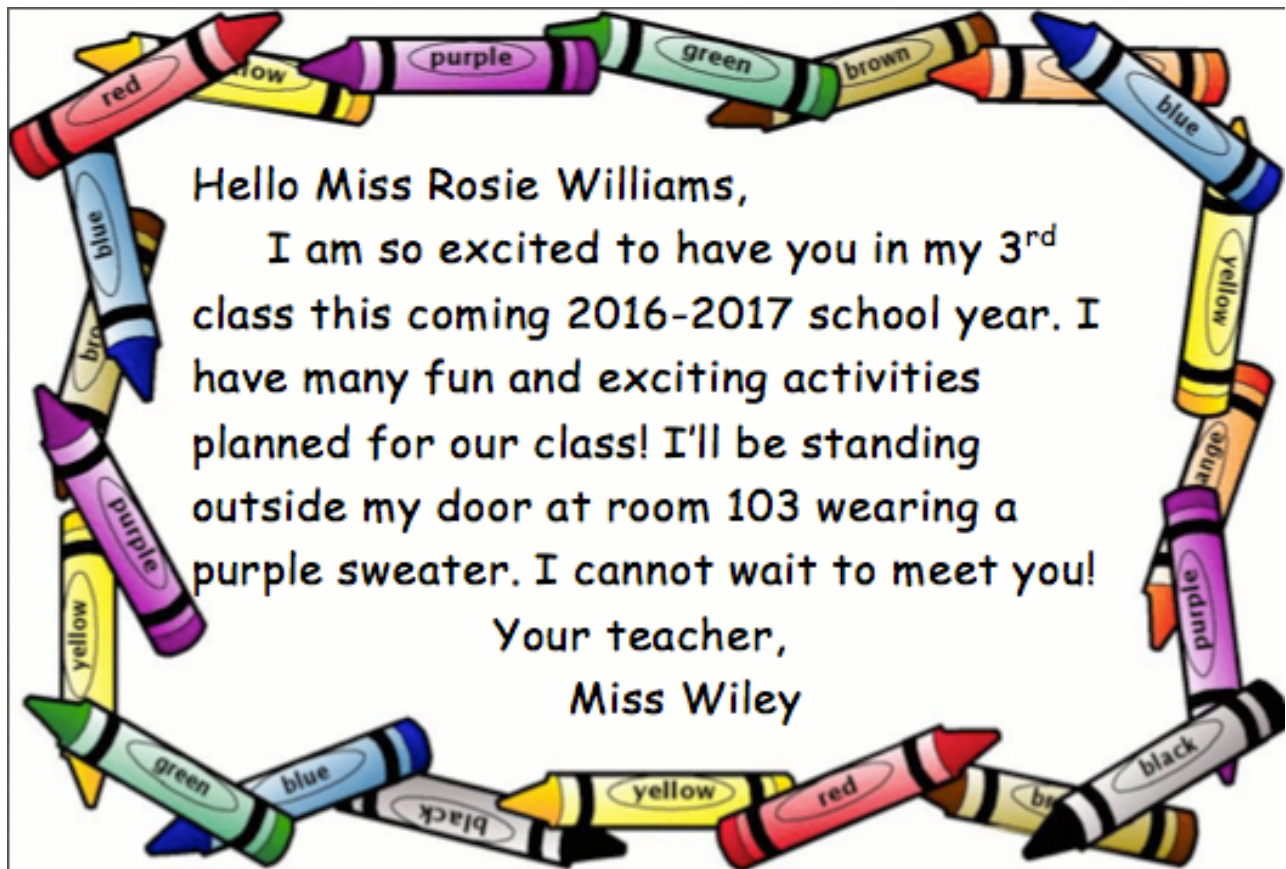 red
yellow
purple
green
brown
blue
blue
yellow
Hello Miss Rosie Williams,
I am so excited to have you in my 3rd
class this coming 2016-2017 school year. I
have many fun and exciting activities
planned for our class! I’ll be standing
outside my door at room 103 wearing a
purple sweater. I cannot wait to meet you!
Your teacher,
Miss Wiley
purple
purple
yellow
green
blue
black
yellow
red
black